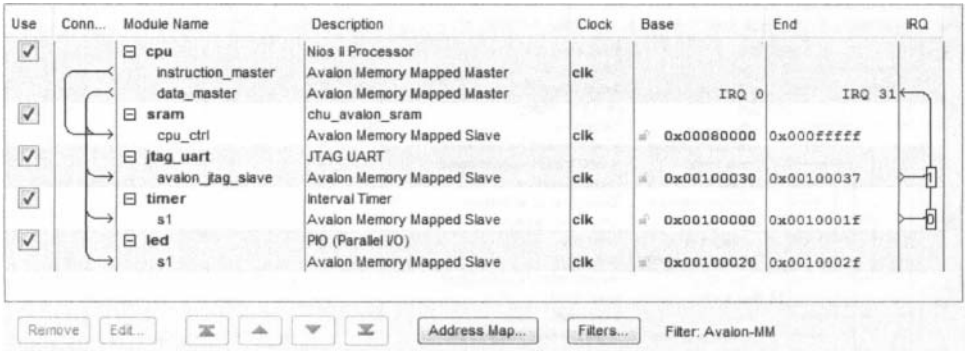 Use Conn... Module Name Description Clock Base End IRQ
cpu Nios II Processor
instruction_master Avalon Memory Mapped Master clk
data_master Avalon Memory Mapped Master IRQ 0 IRQ 31
sram chu_avalon_sram
cpu_ctrl Avalon Memory Mapped Slave clk 0x00080000 0x000fffff
jtag_uart JTAG UART
avalon_jtag_slave Avalon Memory Mapped Slave clk 0x00100030 0x00100037 1
timer Interval Timer
s1 Avalon Memory Mapped Slave clk 0x00100000 0x0010001f 0
led PIO (Parallel I/O)
s1 Avalon Memory Mapped Slave clk 0x00100020 0x0010002f
Remove Edit... Address Map... Filters... Filter: Avalon-MM